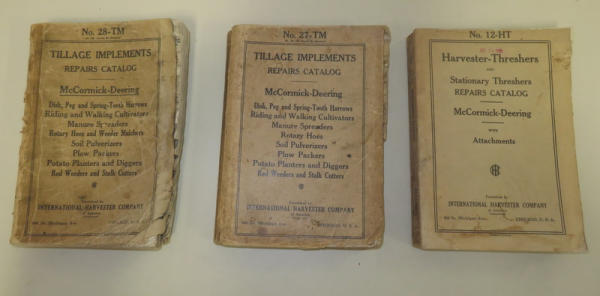 No. 28-TM
TILLAGE IMPLEMENTS
REPAIRS CATALOG
McCormick-Deering
Disk, Peg and Spring-Tooth Harrows
Riding and Walking Cultivators
Manure Spreaders
Rotary Hoes and Weeder Mulchers
Soil Pulverizers
Plow Packers
Potato Planters and Diggers
Rod Weeders and Stalk Cutters
INTERNATIONAL HARVESTER COMPANY
No. 27-TM
TILLAGE IMPLEMENTS
REPAIRS CATALOG
McCormick-Deering
Disk, Peg and Spring-Tooth Harrows
Riding and Walking Cultivators
Manure Spreaders
Rotary Hoes
Soil Pulverizers
Plow Packers
Potato Planters and Diggers
Rod Weeders and Stalk Cutters
INTERNATIONAL HARVESTER COMPANY
CHICAGO, U.S.A.
No. 12-HT
Harvester-Threshers
AND
Stationary Threshers
REPAIRS CATALOG
McCormick-Deering
WITH
Attachments
IHC
INTERNATIONAL HARVESTER COMPANY
CHICAGO, U.S.A.